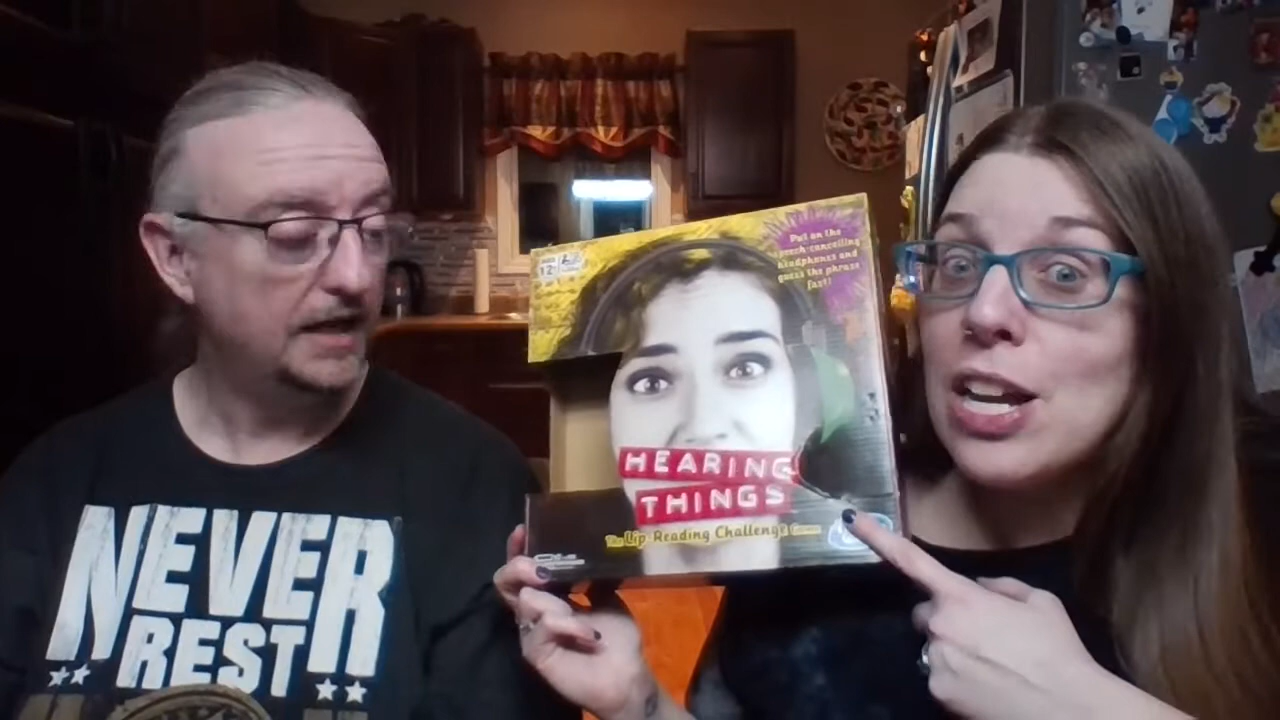 Put on the
speech-cancelling
headphones and
guess the phrase
fast!
AGES
12+
HEARING
THINGS
The Lip Reading Challenge Game
NEVER
REST